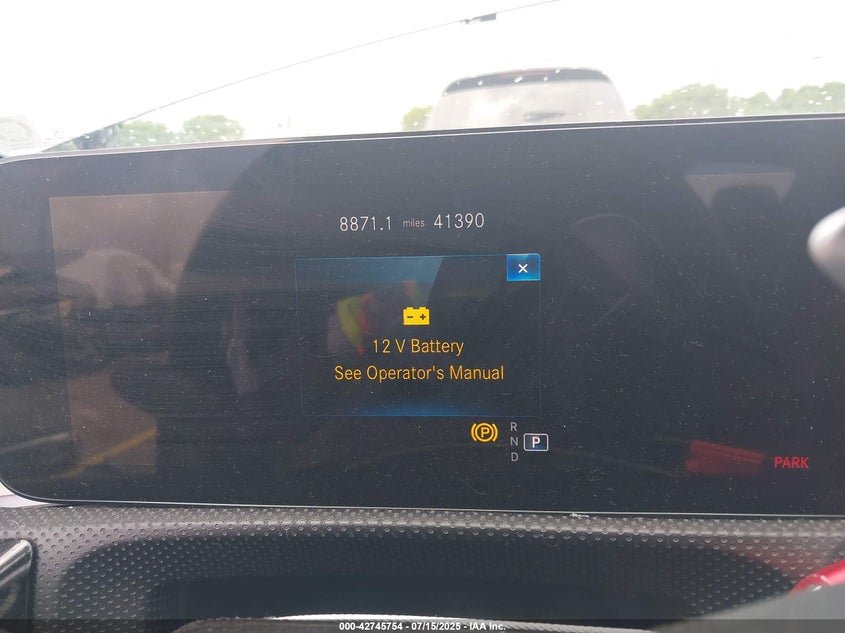 8871.1 miles 41390
×
12 V Battery
See Operator's Manual
P
R
N P
D
PARK
000-42745754 - 07/15/2025 - IAA Inc.